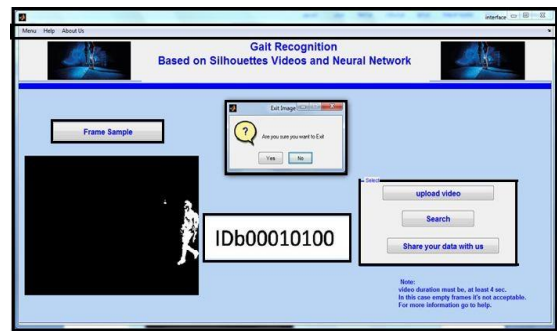 interface
Menu Help About Us
Gait Recognition
Based on Silhouettes Videos and Neural Network
Exit Image
Are you sure you want to Exit
Yes No
Frame Sample
IDb00010100
Select
upload video
Search
Share your data with us
Note:
video duration must be, at least 4 sec.
In this case empty frames it's not acceptable.
For more information go to help.